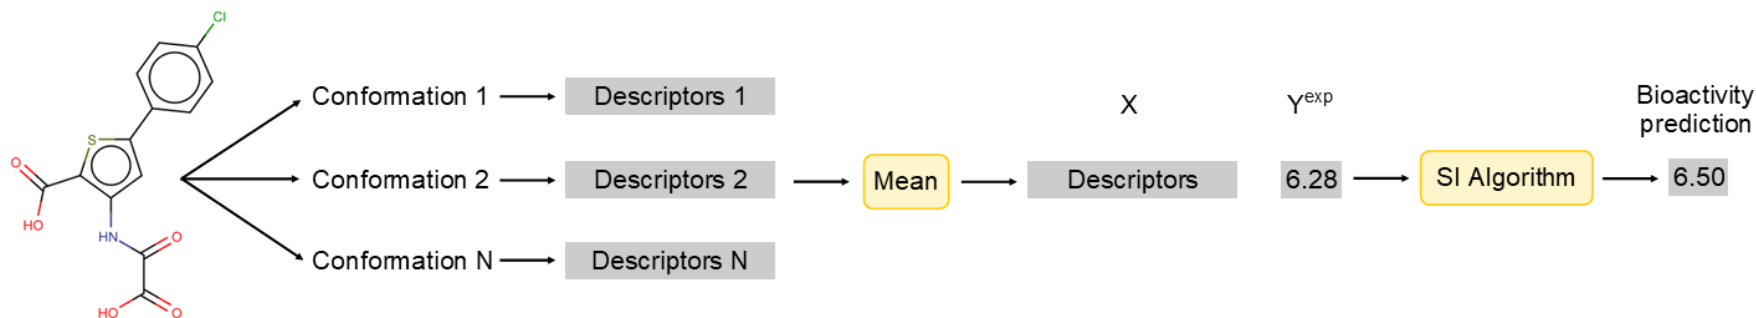 Cl
S
O
HO
HN
O
HO
O
Conformation 1
Descriptors 1
Conformation 2
Descriptors 2
Conformation N
Descriptors N
Mean
X
Descriptors
Yexp
6.28
SI Algorithm
Bioactivity
prediction
6.50